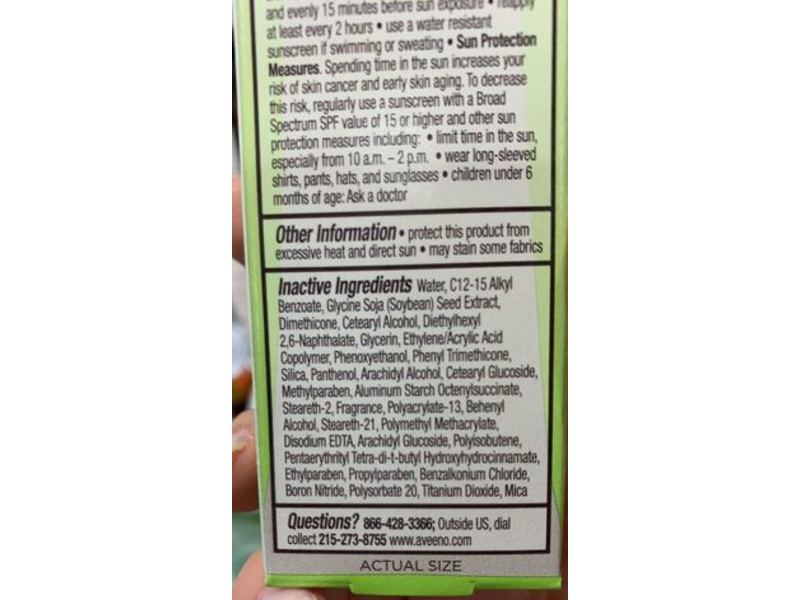 and evenly 15 minutes before sun exposure • reapply
at least every 2 hours • use a water resistant
sunscreen if swimming or sweating • Sun Protection
Measures. Spending time in the sun increases your
risk of skin cancer and early skin aging. To decrease
this risk, regularly use a sunscreen with a Broad
Spectrum SPF value of 15 or higher and other sun
protection measures including: • limit time in the sun,
especially from 10 a.m. – 2 p.m. • wear long-sleeved
shirts, pants, hats, and sunglasses • children under 6
months of age: Ask a doctor
Other Information • protect this product from
excessive heat and direct sun • may stain some fabrics
Inactive Ingredients Water, C12-15 Alkyl
Benzoate, Glycine Soja (Soybean) Seed Extract,
Dimethicone, Cetearyl Alcohol, Diethylhexyl
2,6-Naphthalate, Glycerin, Ethylene/Acrylic Acid
Copolymer, Phenoxyethanol, Phenyl Trimethicone,
Silica, Panthenol, Arachidyl Alcohol, Cetearyl Glucoside,
Methylparaben, Aluminum Starch Octenylsuccinate,
Steareth-2, Fragrance, Polyacrylate-13, Behenyl
Alcohol, Steareth-21, Polymethyl Methacrylate,
Disodium EDTA, Arachidyl Glucoside, Polyisobutene,
Pentaerythrityl Tetra-di-t-butyl Hydroxyhydrocinnamate,
Ethylparaben, Propylparaben, Benzalkonium Chloride,
Boron Nitride, Polysorbate 20, Titanium Dioxide, Mica
Questions? 866-428-3366; Outside US, dial
collect 215-273-8755 www.aveeno.com
ACTUAL SIZE